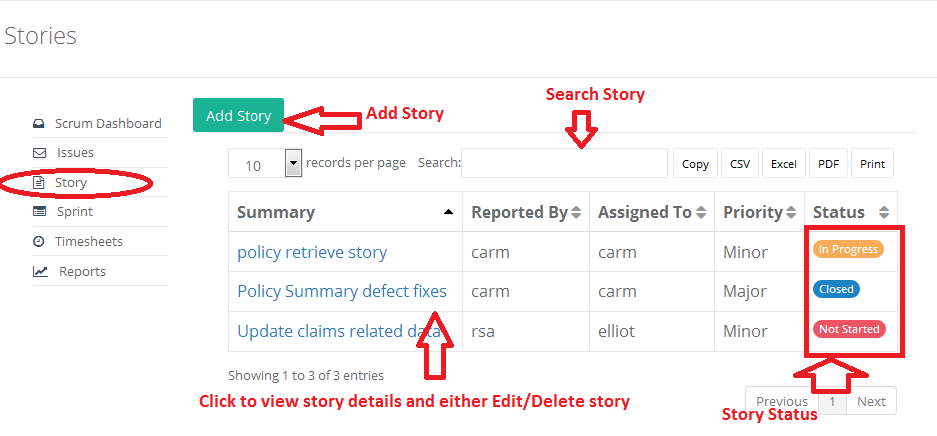 Stories
Search Story
Add Story
Add Story
Scrum Dashboard
Issues
Story
Sprint
Timesheets
Reports
10 records per page Search: Copy CSV Excel PDF Print
Summary Reported By Assigned To Priority Status
policy retrieve story carm carm Minor In Progress
Policy Summary defect fixes carm carm Major Closed
Update claims related data rsa elliot Minor Not Started
Showing 1 to 3 of 3 entries
Click to view story details and either Edit/Delete story
Previous 1 Next
Story Status